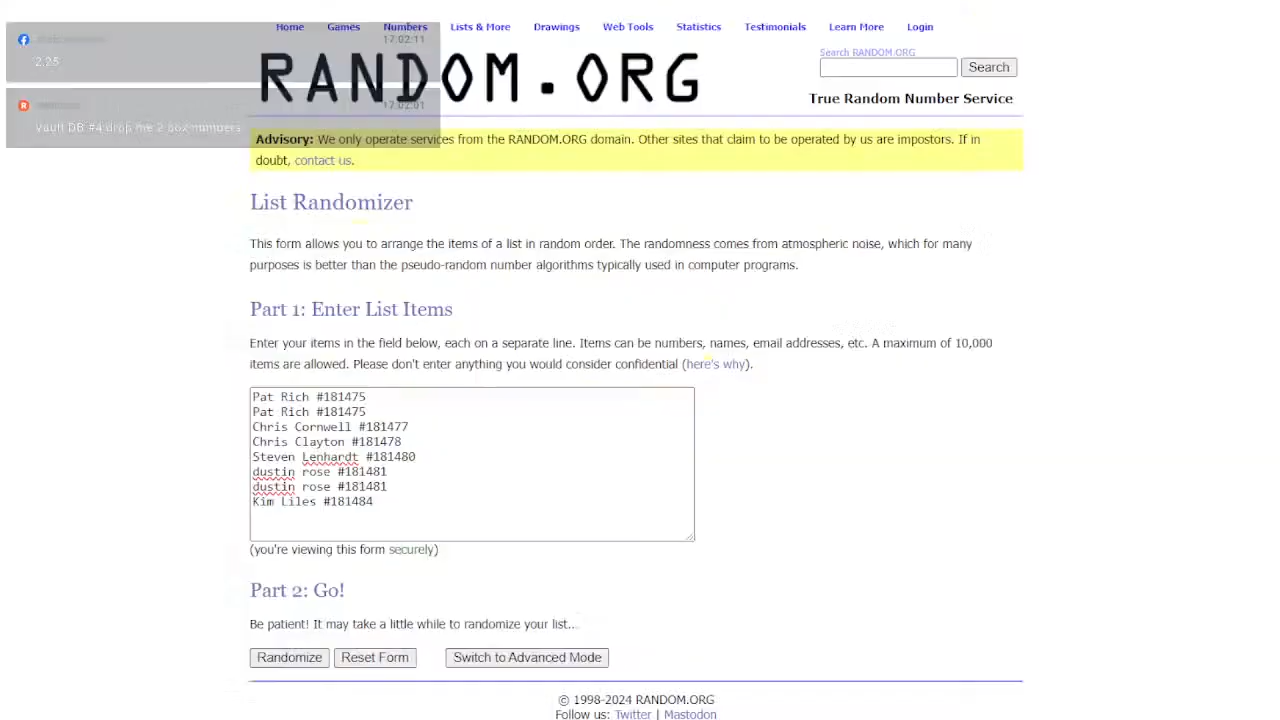 Home Games Numbers Lists & More Drawings Web Tools Statistics Testimonials Learn More Login
17:02:11
2,25
17:02:01
Vault DB #4 drop me 2 box numbers
RANDOM.ORG
Search RANDOM.ORG
Search
True Random Number Service
Advisory: We only operate services from the RANDOM.ORG domain. Other sites that claim to be operated by us are impostors. If in
doubt, contact us.
List Randomizer
This form allows you to arrange the items of a list in random order. The randomness comes from atmospheric noise, which for many
purposes is better than the pseudo-random number algorithms typically used in computer programs.
Part 1: Enter List Items
Enter your items in the field below, each on a separate line. Items can be numbers, names, email addresses, etc. A maximum of 10,000
items are allowed. Please don't enter anything you would consider confidential (here's why).
Pat Rich #181475
Pat Rich #181475
Chris Cornwell #181477
Chris Clayton #181478
Steven Lenhardt #181480
dustin rose #181481
dustin rose #181481
Kim Liles #181484
(you're viewing this form securely)
Part 2: Go!
Be patient! It may take a little while to randomize your list...
Randomize Reset Form Switch to Advanced Mode
© 1998-2024 RANDOM.ORG
Follow us: Twitter | Mastodon